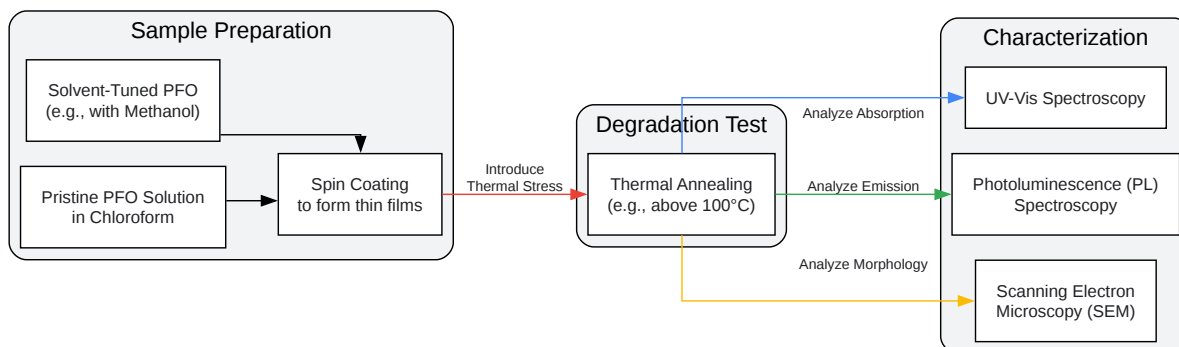 Sample Preparation
Solvent-Tuned PFO
(e.g., with Methanol)
Pristine PFO Solution
in Chloroform
Spin Coating
to form thin films
Introduce
Thermal Stress
Degradation Test
Thermal Annealing
(e.g., above 100°C)
Analyze Absorption
Analyze Emission
Analyze Morphology
Characterization
UV-Vis Spectroscopy
Photoluminescence (PL)
Spectroscopy
Scanning Electron
Microscopy (SEM)